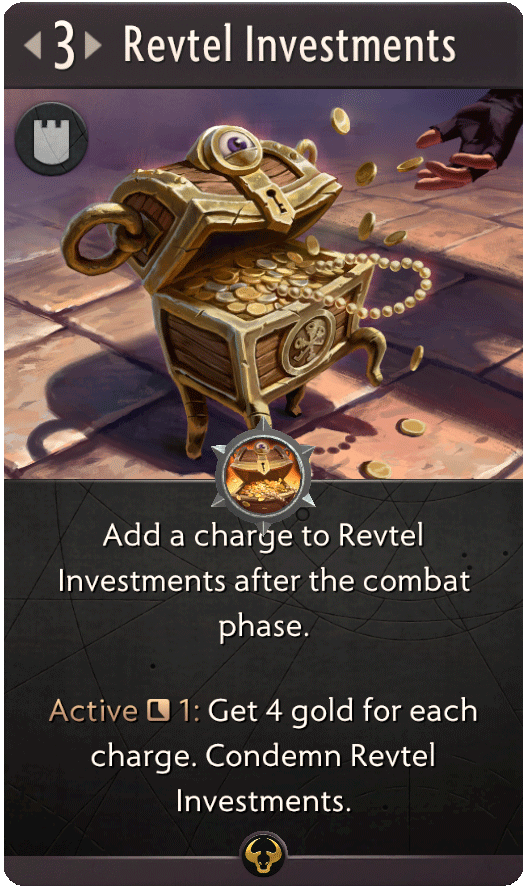 3 Revtel Investments
Add a charge to Revtel
Investments after the combat
phase.
Active 1: Get 4 gold for each
charge. Condemn Revtel
Investments.